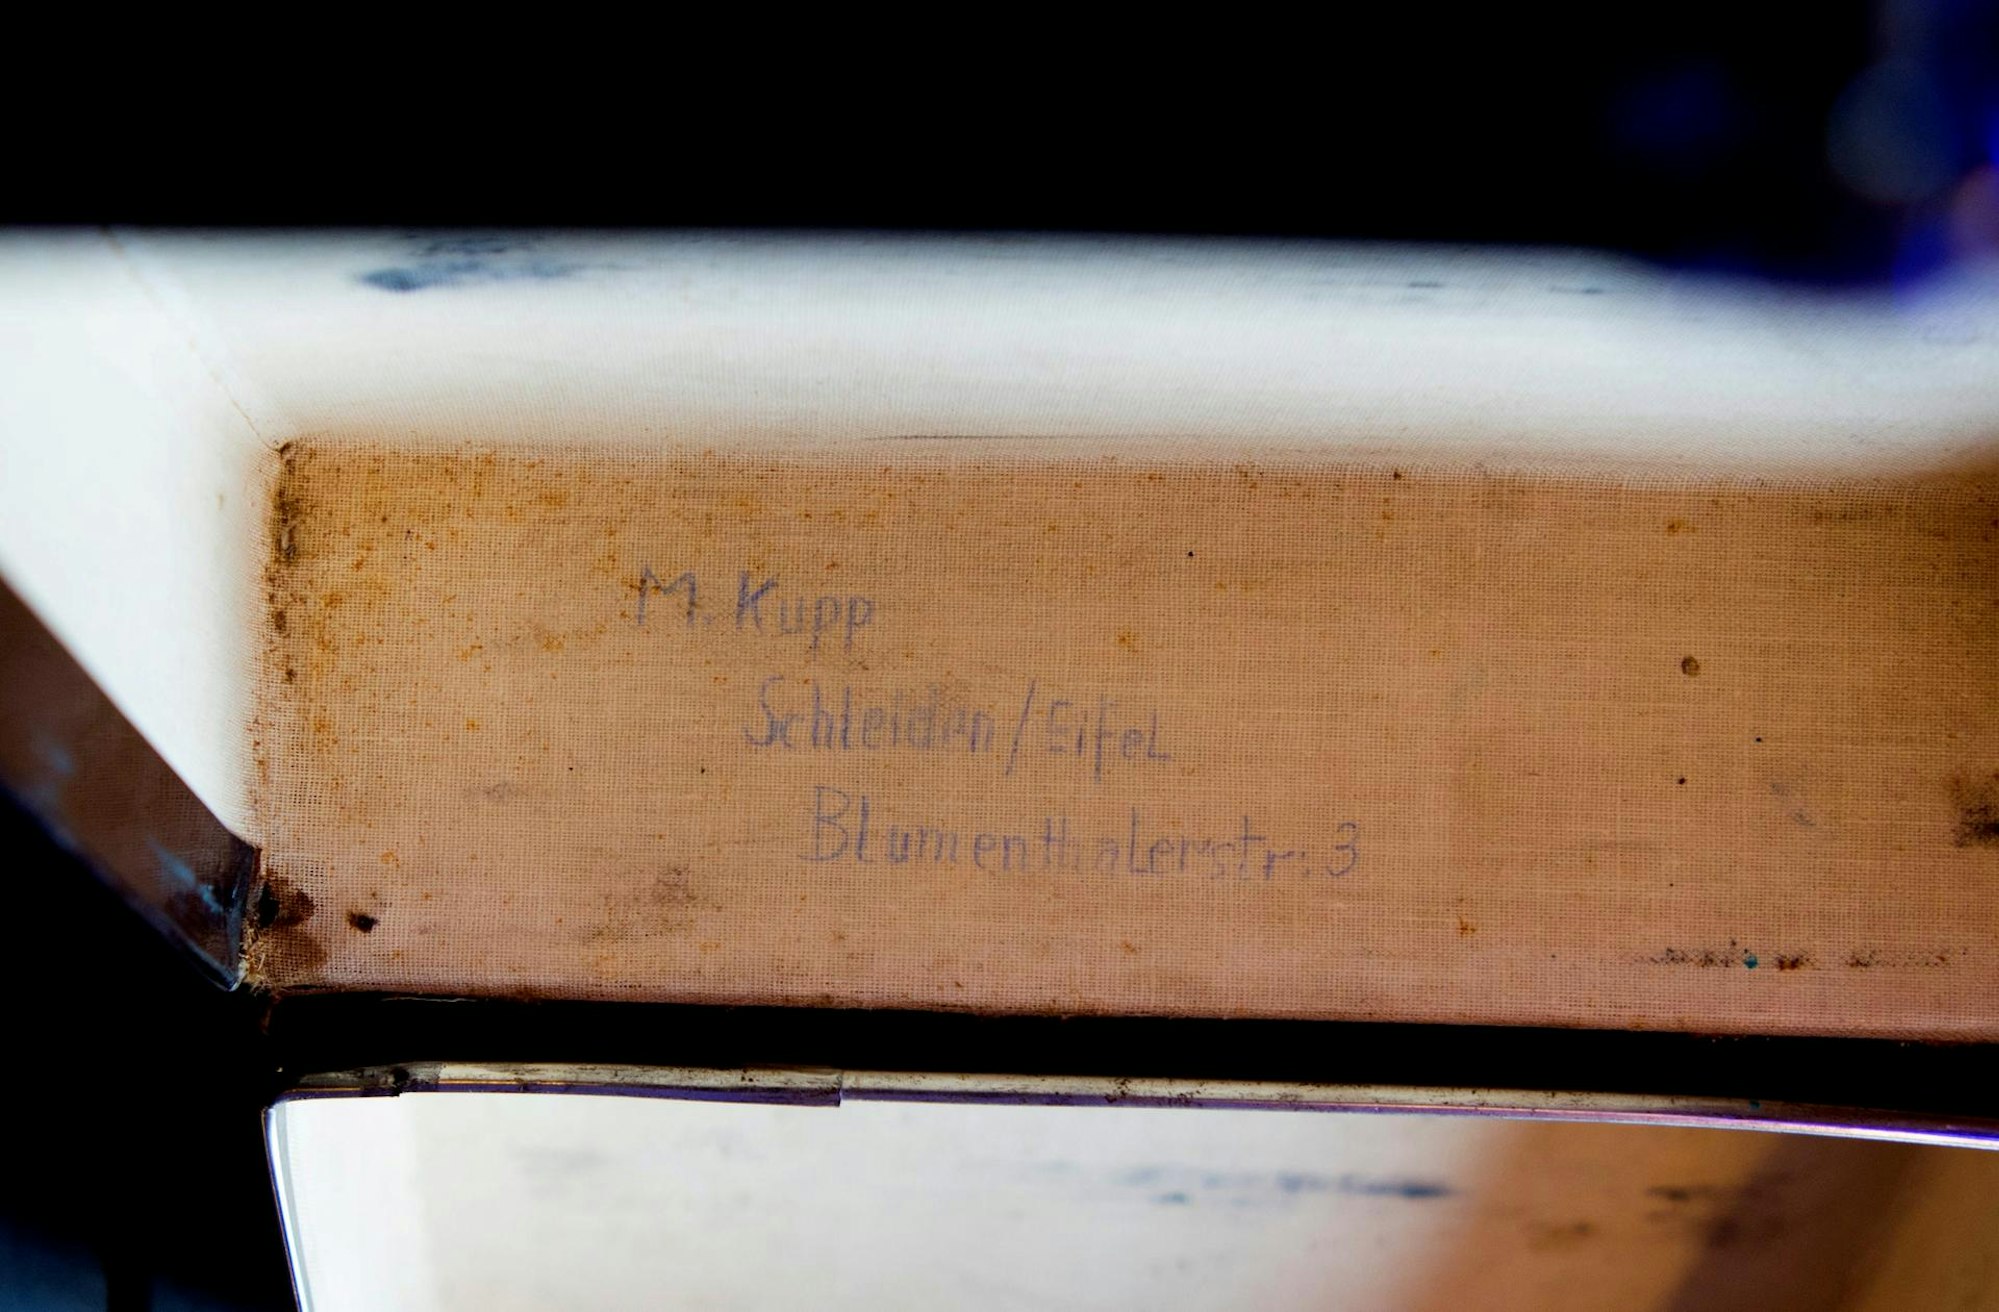 M. Kupp
Schleiden/Eifel
Blumenthalerstr. 3